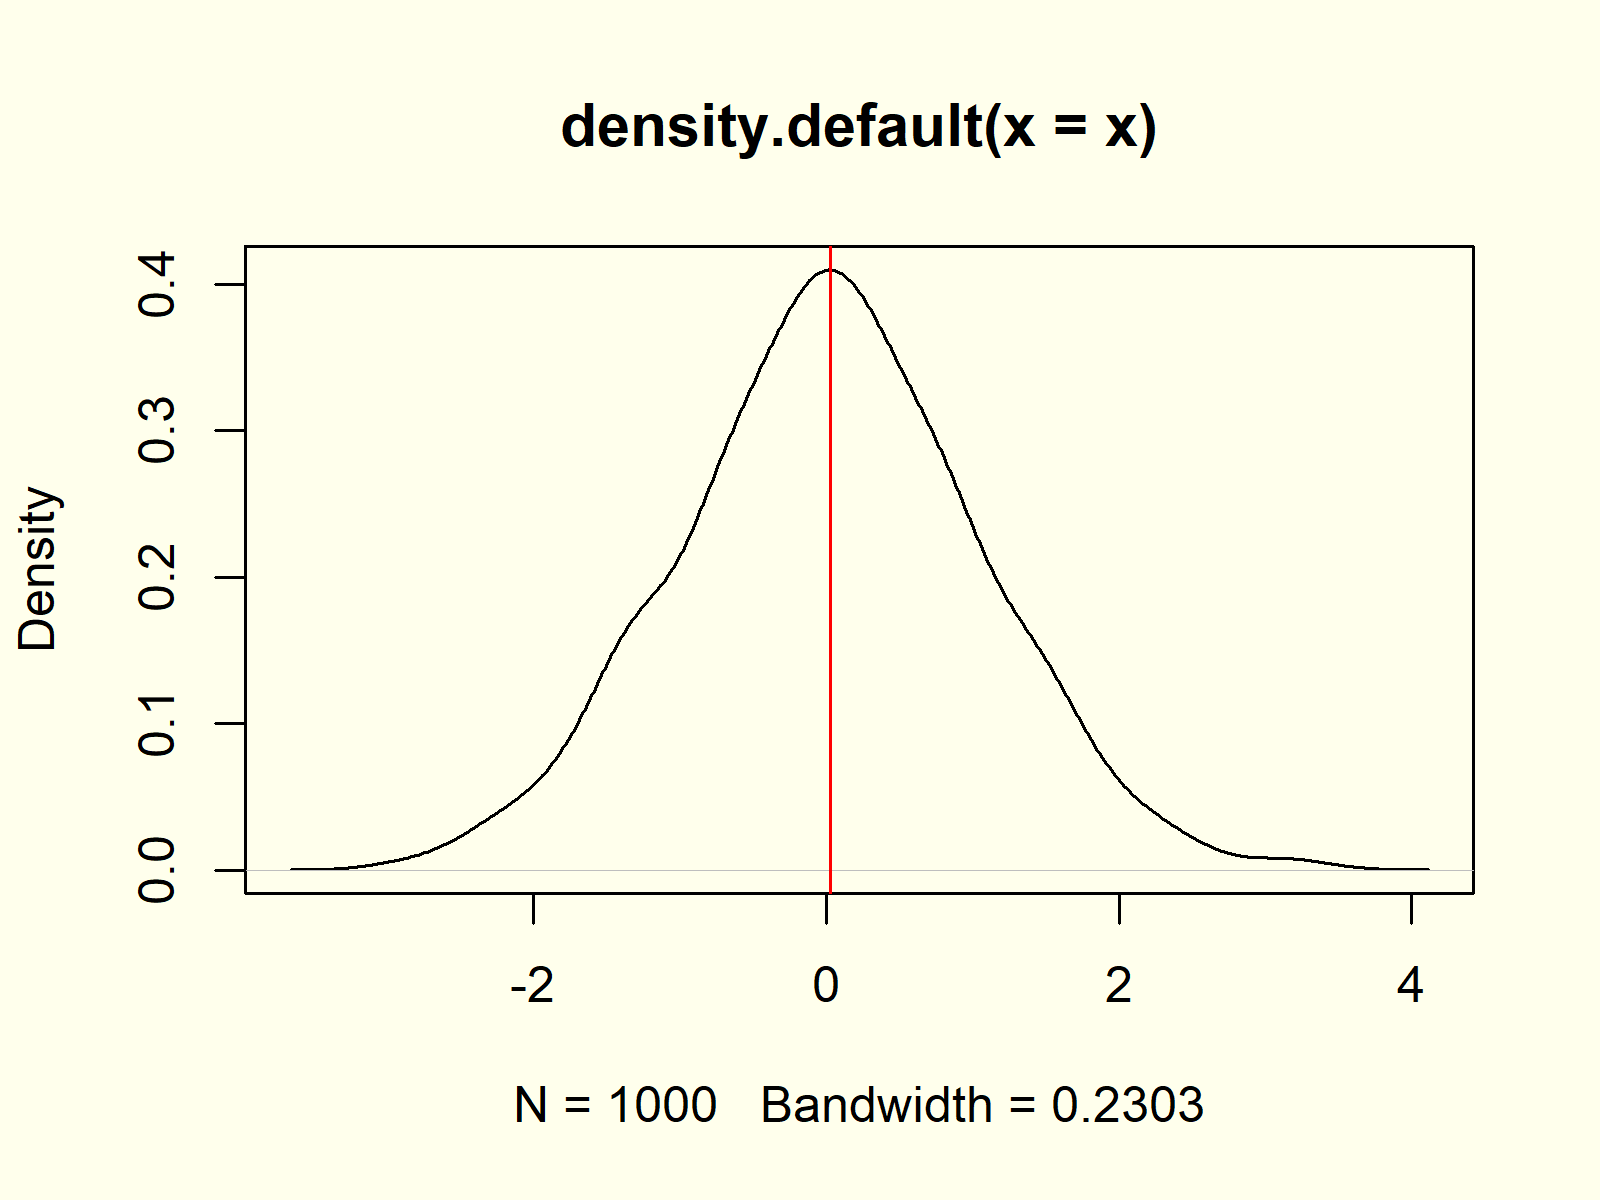 density.default(x = x)
Density
0.4
0.3
0.2
0.1
0.0
-2 0 2 4
N = 1000 Bandwidth = 0.2303